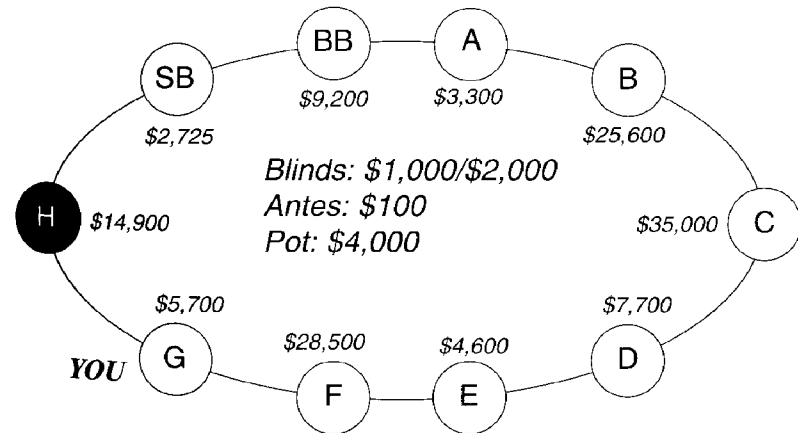 BB A
SB B
$9,200 $3,300
$2,725 $25,600
Blinds: $1,000/$2,000
Antes: $100
Pot: $4,000
H $14,900 $35,000 C
$5,700 $7,700
$28,500 $4,600
YOU G D
F E